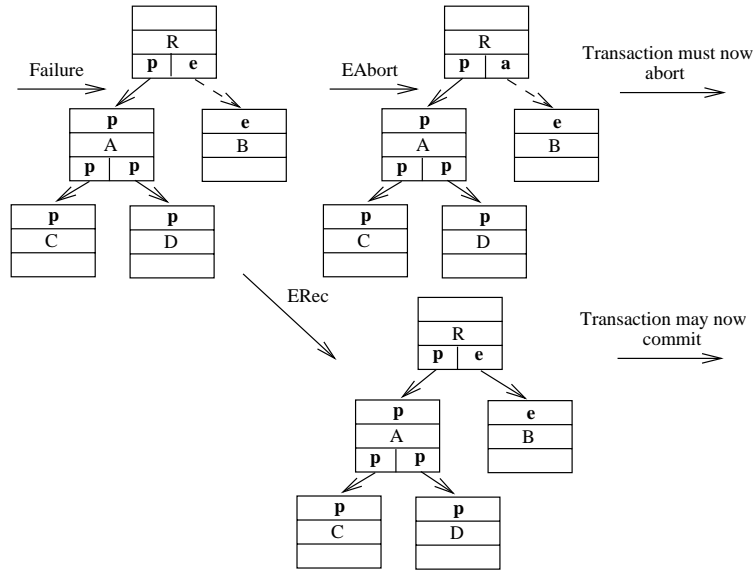 R
p e
Failure
p
A
p p
e
B
p
C
p
D
R
p a
EAbort
p
A
p p
e
B
p
C
p
D
Transaction must now
abort
ERec
R
p e
p
A
p p
e
B
p
C
p
D
Transaction may now
commit